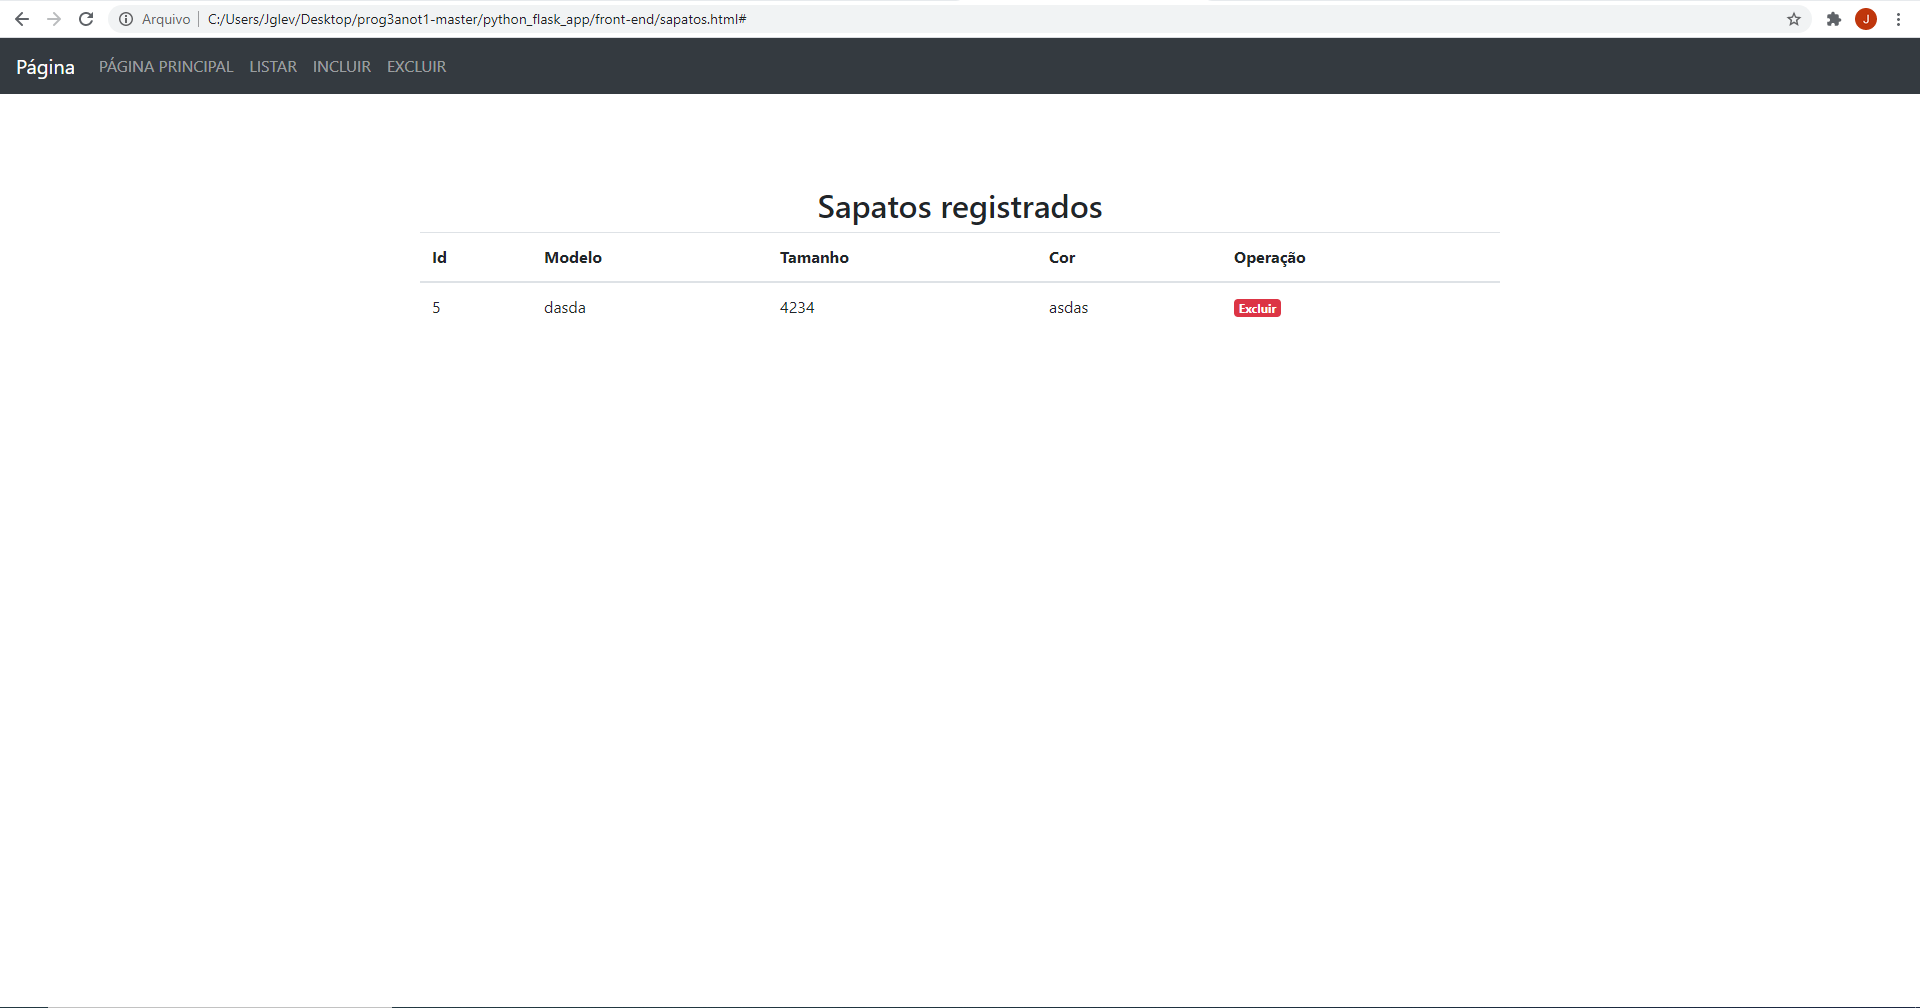 Arquivo C:/Users/Jglev/Desktop/prog3anot1-master/python_flask_app/front-end/sapatos.html# J
Página PÁGINA PRINCIPAL LISTAR INCLUIR EXCLUIR
Sapatos registrados
Id Modelo Tamanho Cor Operação
5 dasda 4234 asdas Excluir